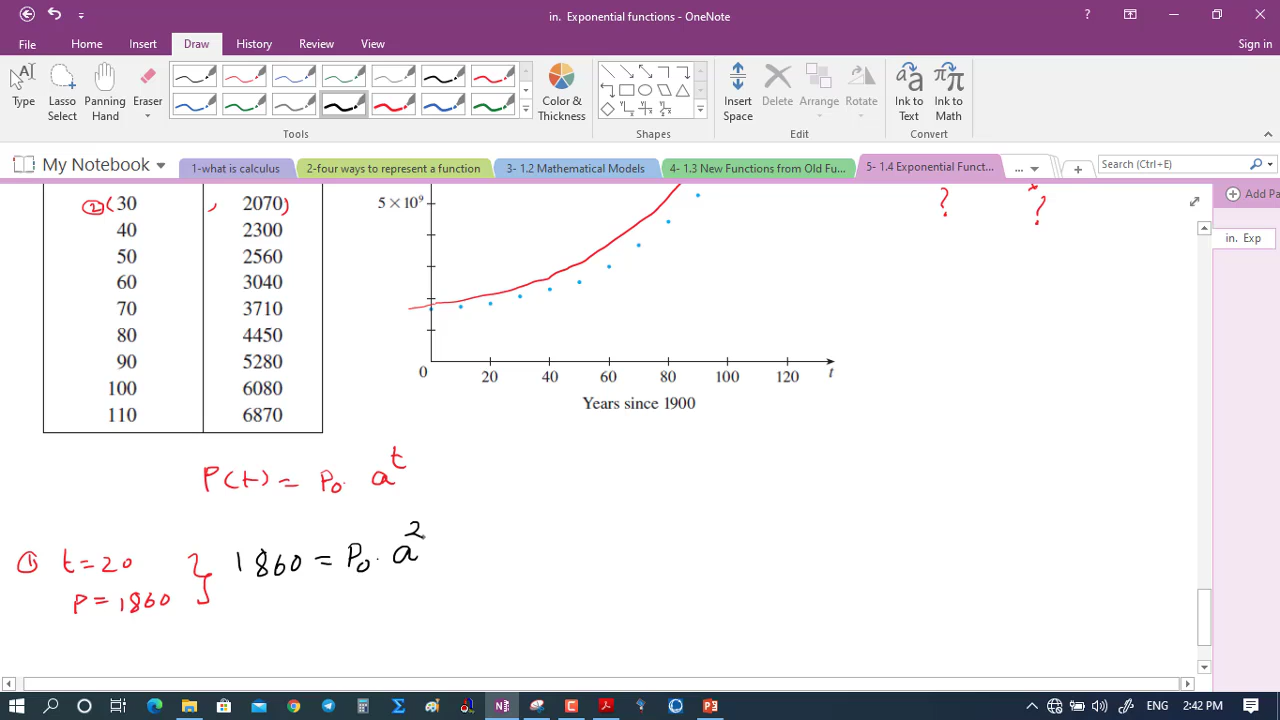 in. Exponential functions - OneNote
?
Sign in
File Home Insert Draw History Review View
Type
Lasso Select
Panning Hand
Eraser
Color & Thickness
Insert Space
Delete
Arrange
Rotate
Ink to Text
Ink to Math
Tools
Shapes
Edit
Convert
My Notebook
1-what is calculus
2-four ways to represent a function
3- 1.2 Mathematical Models
4- 1.3 New Functions from Old Fu...
5- 1.4 Exponential Funct...
...
Search (Ctrl+E)
Add Pa
in. Exp
② (30 , 2070)
40 2300
50 2560
60 3040
70 3710
80 4450
90 5280
100 6080
110 6870
5 × 10⁹
0 20 40 60 80 100 120 t
Years since 1900
? ?
P(t) = P₀. a^t
① t = 20
P = 1860
1860 = P₀. a^2
2:42 PM